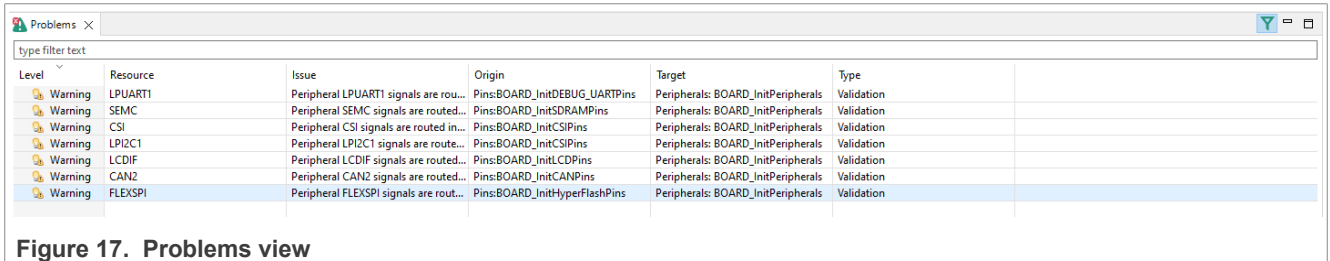 Problems
type filter text
Level Resource Issue Origin Target Type
Warning LPUART1 Peripheral LPUART1 signals are rou... Pins:BOARD_InitDEBUG_UARTPins Peripherals: BOARD_InitPeripherals Validation
Warning SEMC Peripheral SEMC signals are routed... Pins:BOARD_InitSDRAMPins Peripherals: BOARD_InitPeripherals Validation
Warning CSI Peripheral CSI signals are routed in... Pins:BOARD_InitCSIPins Peripherals: BOARD_InitPeripherals Validation
Warning LPI2C1 Peripheral LPI2C1 signals are route... Pins:BOARD_InitCSIPins Peripherals: BOARD_InitPeripherals Validation
Warning LCDIF Peripheral LCDIF signals are routed... Pins:BOARD_InitLCDPins Peripherals: BOARD_InitPeripherals Validation
Warning CAN2 Peripheral CAN2 signals are routed... Pins:BOARD_InitCANPins Peripherals: BOARD_InitPeripherals Validation
Warning FLEXSPI Peripheral FLEXSPI signals are rout... Pins:BOARD_InitHyperFlashPins Peripherals: BOARD_InitPeripherals Validation
Figure 17. Problems view